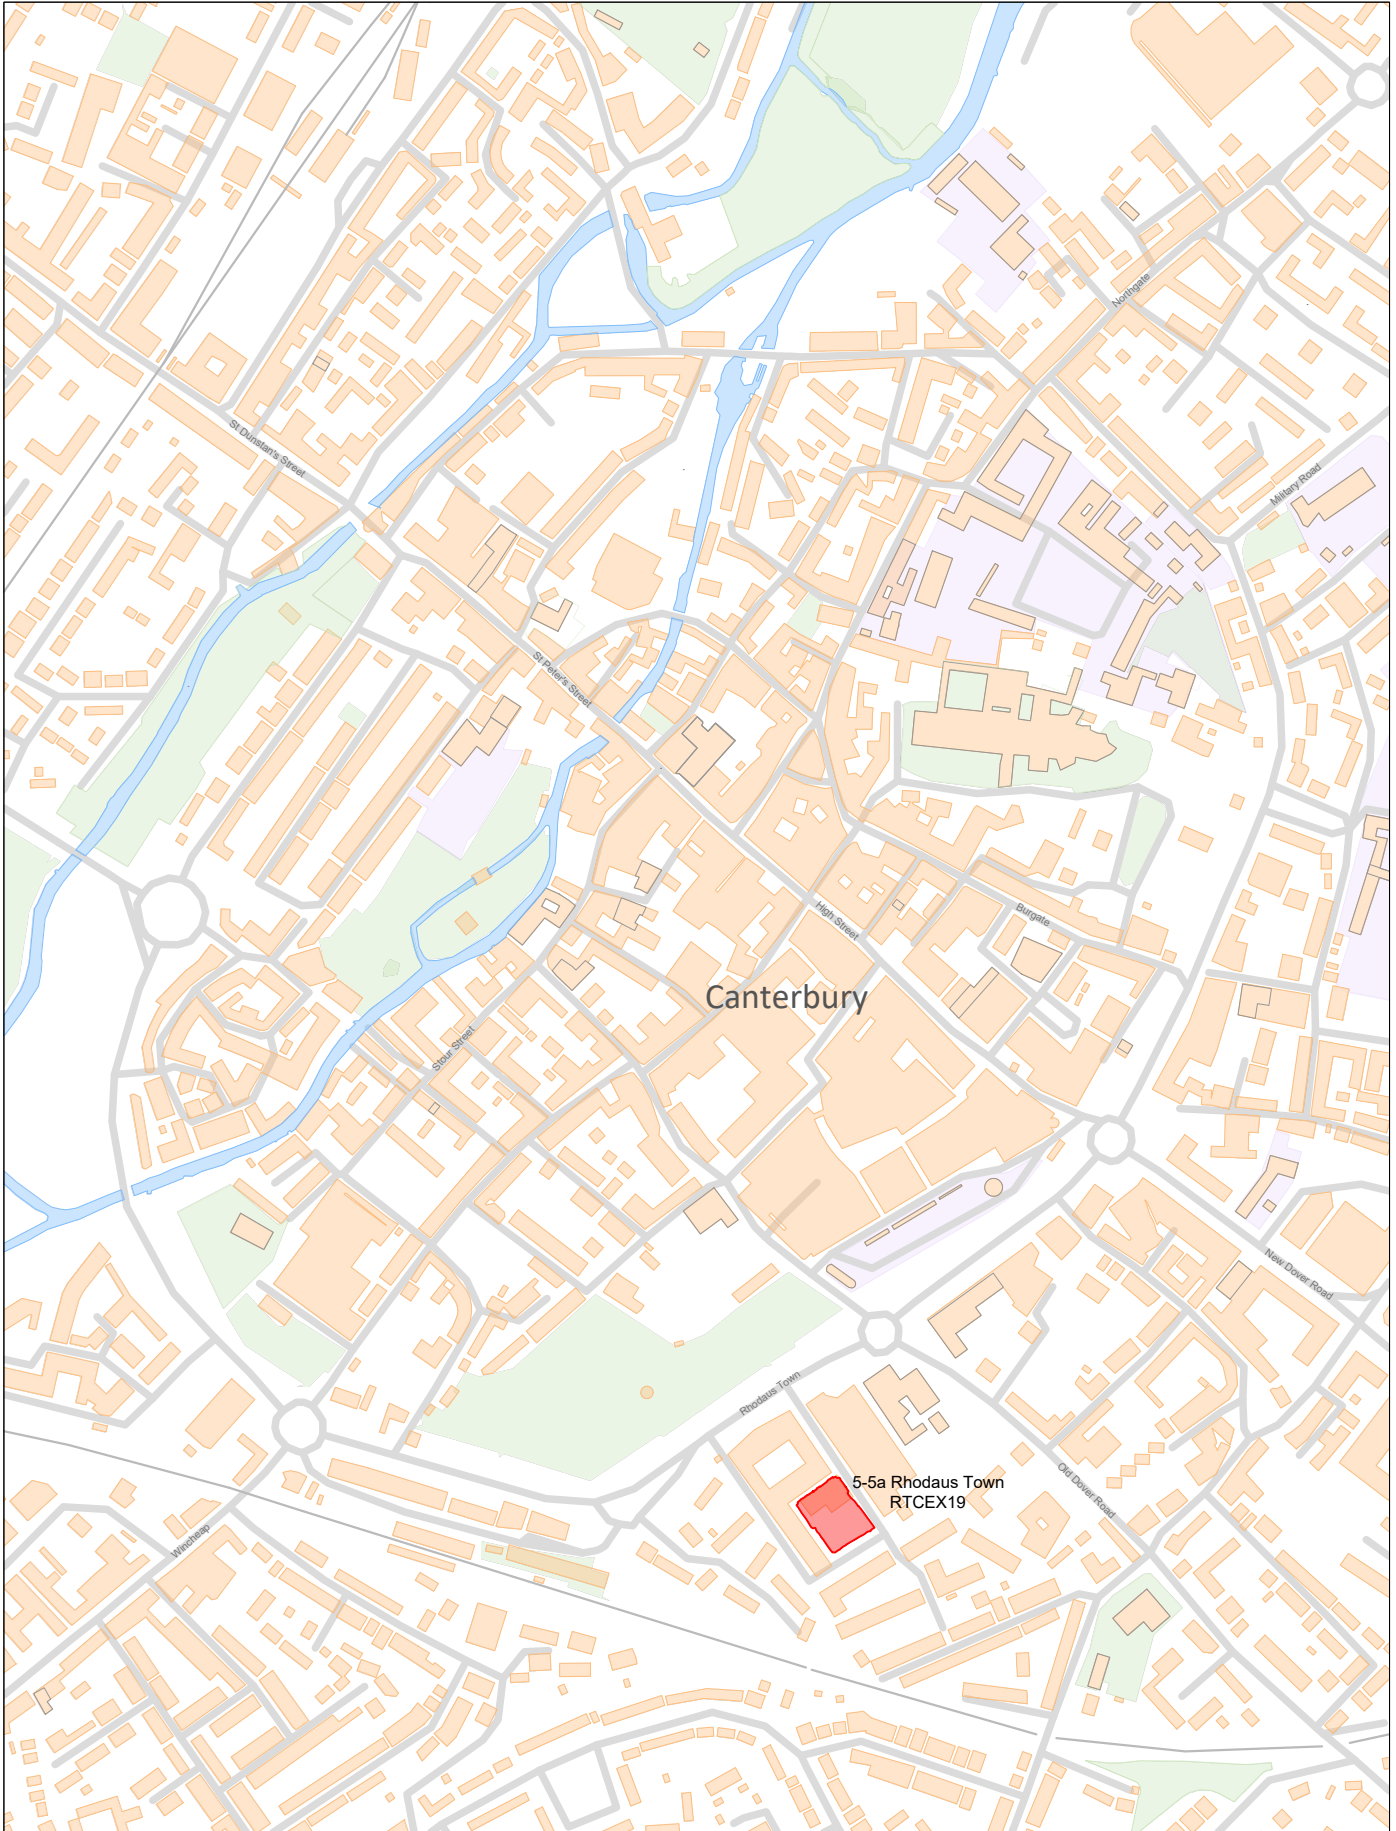 Northgate
St Dunstan's Street
Military Road
St Peter's Street
High Street
Burgate
Canterbury
Stour Street
New Dover Road
Rhodaus Town
5-5a Rhodaus Town
RTCEX19
Old Dover Road
Wincheap